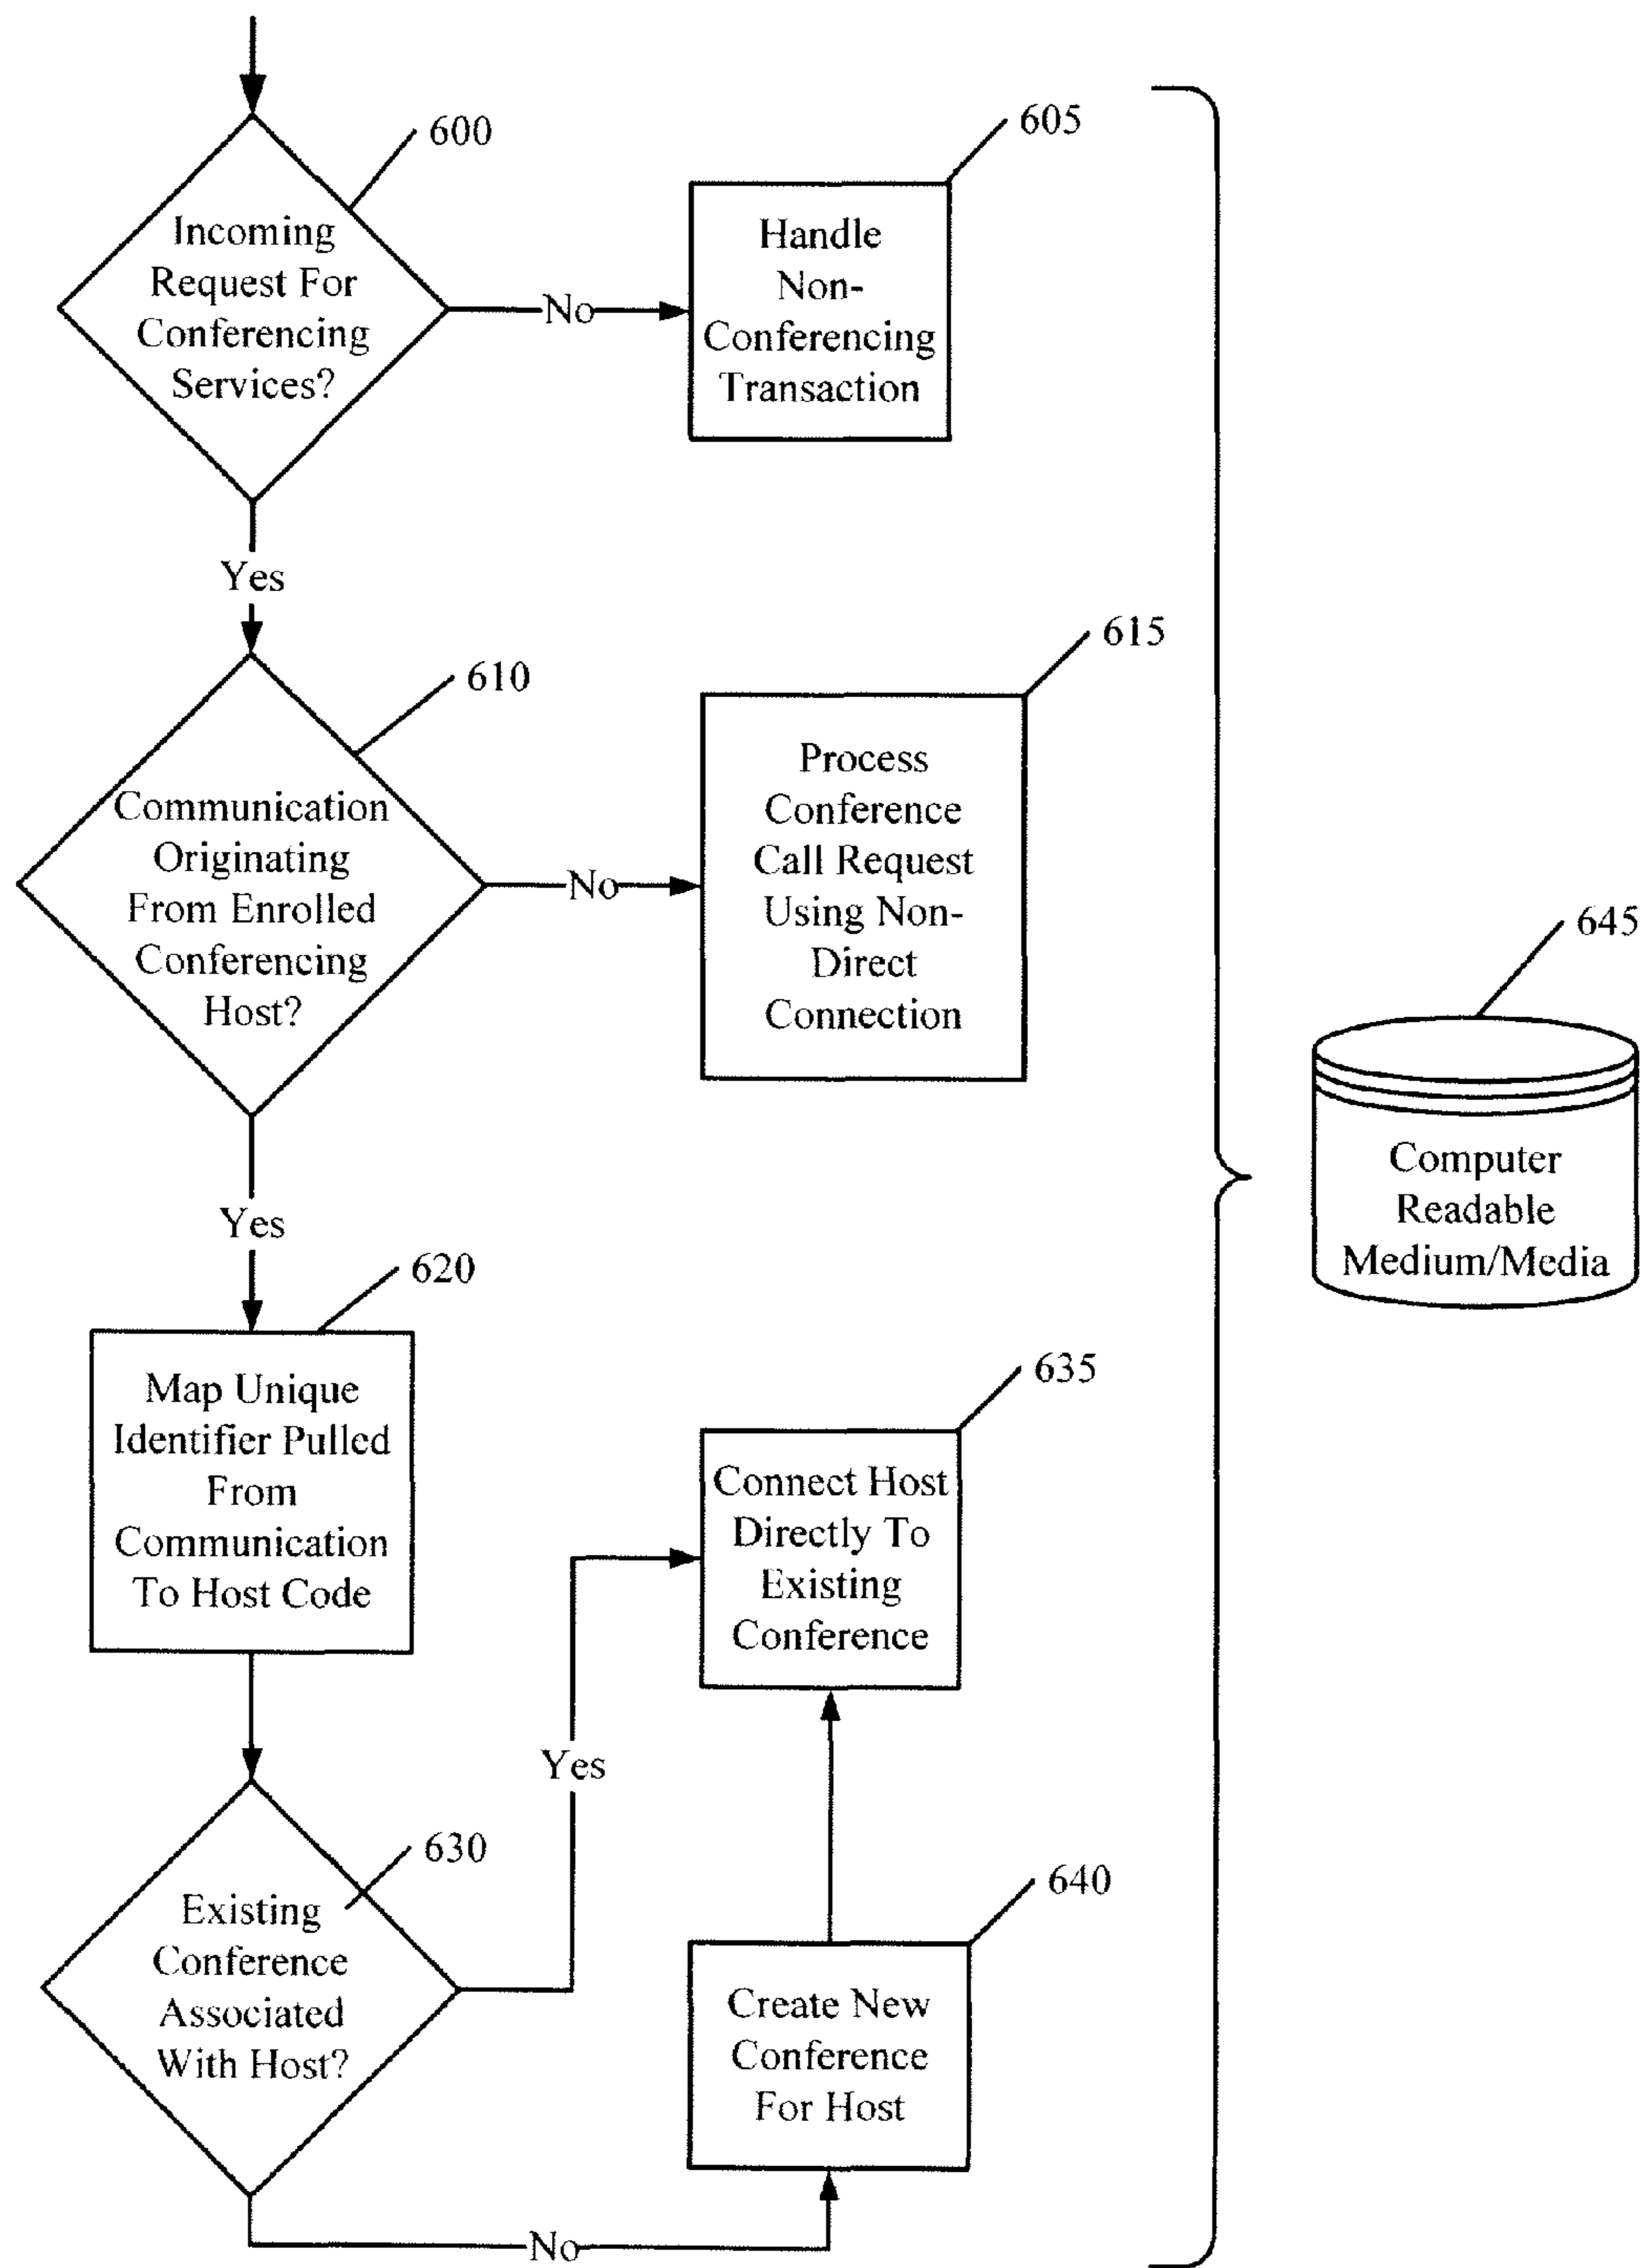 600
Incoming
Request For
Conferencing
Services?
No
605
Handle
Non-
Conferencing
Transaction
Yes
610
Communication
Originating
From Enrolled
Conferencing
Host?
No
615
Process
Conference
Call Request
Using Non-
Direct
Connection
Yes
620
Map Unique
Identifier Pulled
From
Communication
To Host Code
630
Existing
Conference
Associated
With Host?
Yes
635
Connect Host
Directly To
Existing
Conference
No
640
Create New
Conference
For Host
645
Computer
Readable
Medium/Media